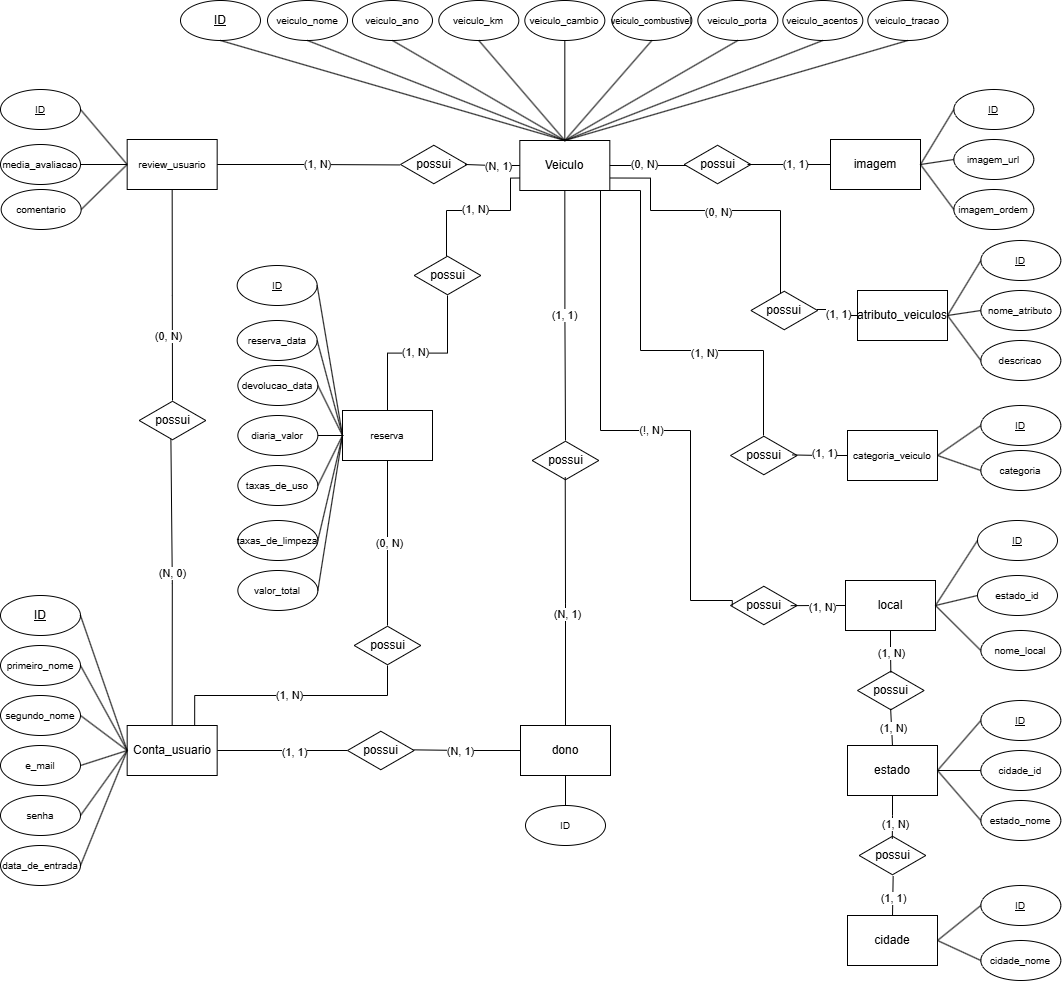 ID
veiculo_nome
veiculo_ano
veiculo_km
veiculo_cambio
veiculo_combustivel
veiculo_porta
veiculo_acentos
veiculo_tracao
ID
media_avaliacao
comentario
review_usuario
(1, N)
possui
(N, 1)
Veiculo
(0, N)
possui
(1, 1)
imagem
ID
imagem_url
imagem_ordem
(1, N)
possui
(1, N)
(0, N)
possui
(1, 1)
atributo_veiculos
ID
nome_atributo
descricao
ID
reserva_data
devolucao_data
diaria_valor
taxas_de_uso
taxas_de_limpeza
valor_total
reserva
(0, N)
possui
(1, N)
(0, N)
possui
(N, 0)
(1, 1)
possui
(N, 1)
(1, N)
possui
(1, 1)
categoria_veiculo
ID
categoria
(!, N)
possui
(1, N)
local
ID
estado_id
nome_local
(1, N)
possui
(1, N)
estado
ID
cidade_id
estado_nome
(1, N)
possui
(1, 1)
cidade
ID
cidade_nome
ID
primeiro_nome
segundo_nome
e_mail
senha
data_de_entrada
Conta_usuario
(1, 1)
possui
(N, 1)
dono
ID